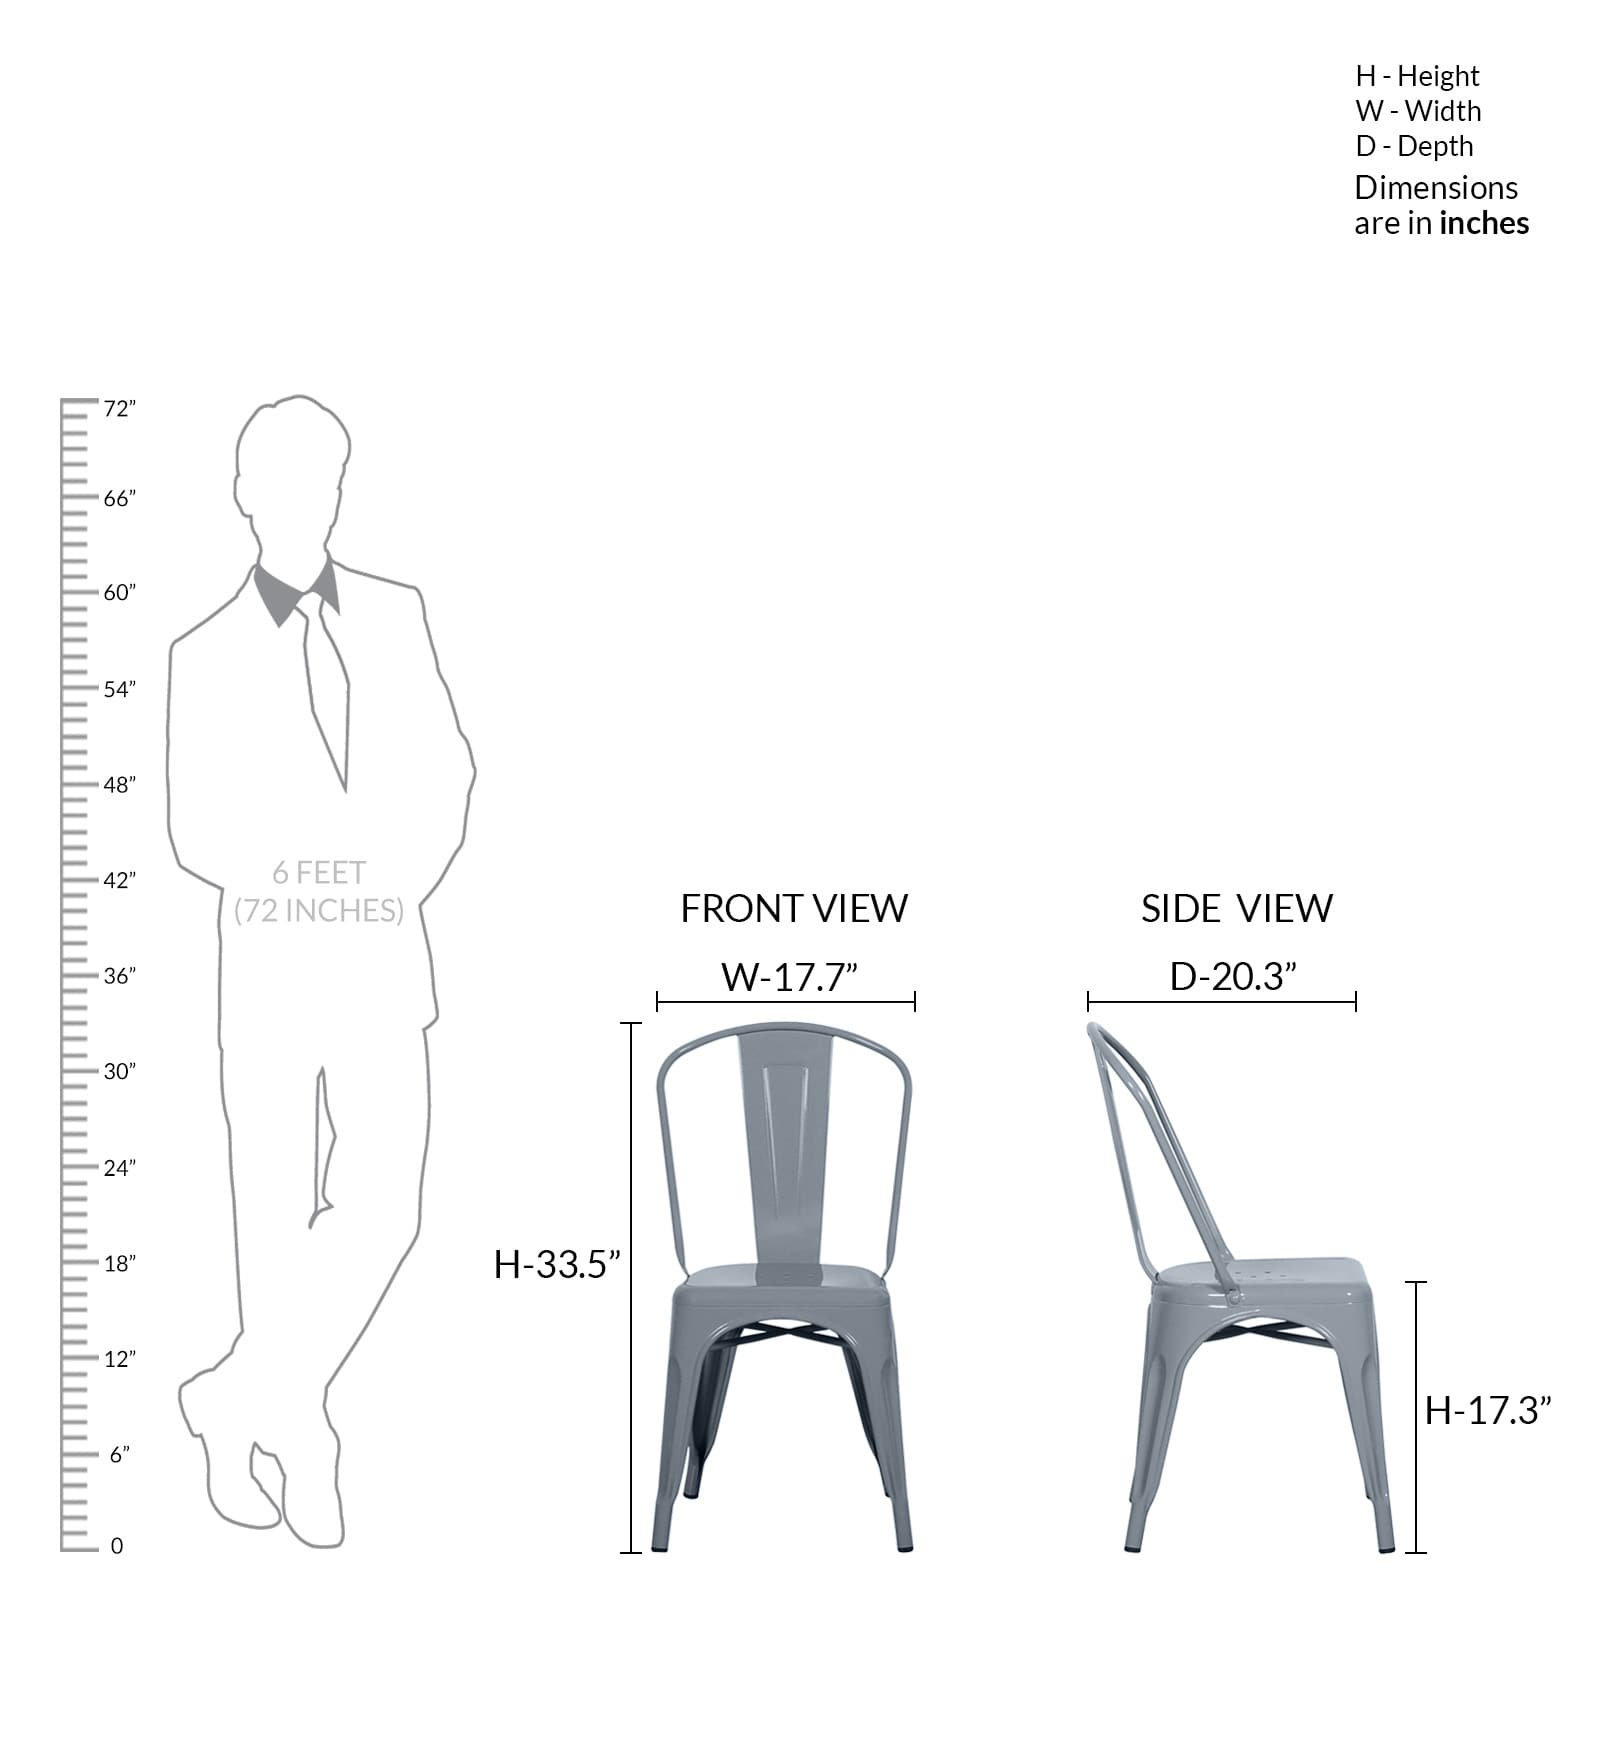 H - Height
W - Width
D - Depth
Dimensions
are in inches
72”
66”
60”
54”
48”
42”
36”
30”
24”
18”
12”
6”
0
6 FEET
(72 INCHES)
FRONT VIEW
W-17.7”
H-33.5”
SIDE VIEW
D-20.3”
H-17.3”